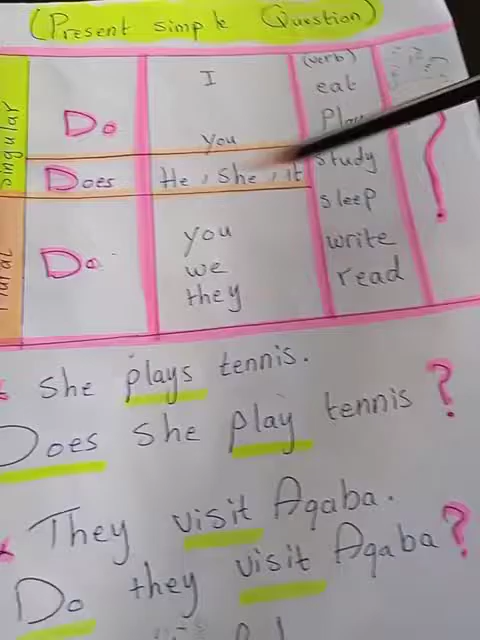 (Present simple Question)
Singular
Do
I
you
Does
He, she, it
Plural
Do
you
we
they
(verb)
eat
Play
study
sleep
write
read
?
She plays tennis.
Does she play tennis ?
They visit Aqaba.
Do they visit Aqaba ?